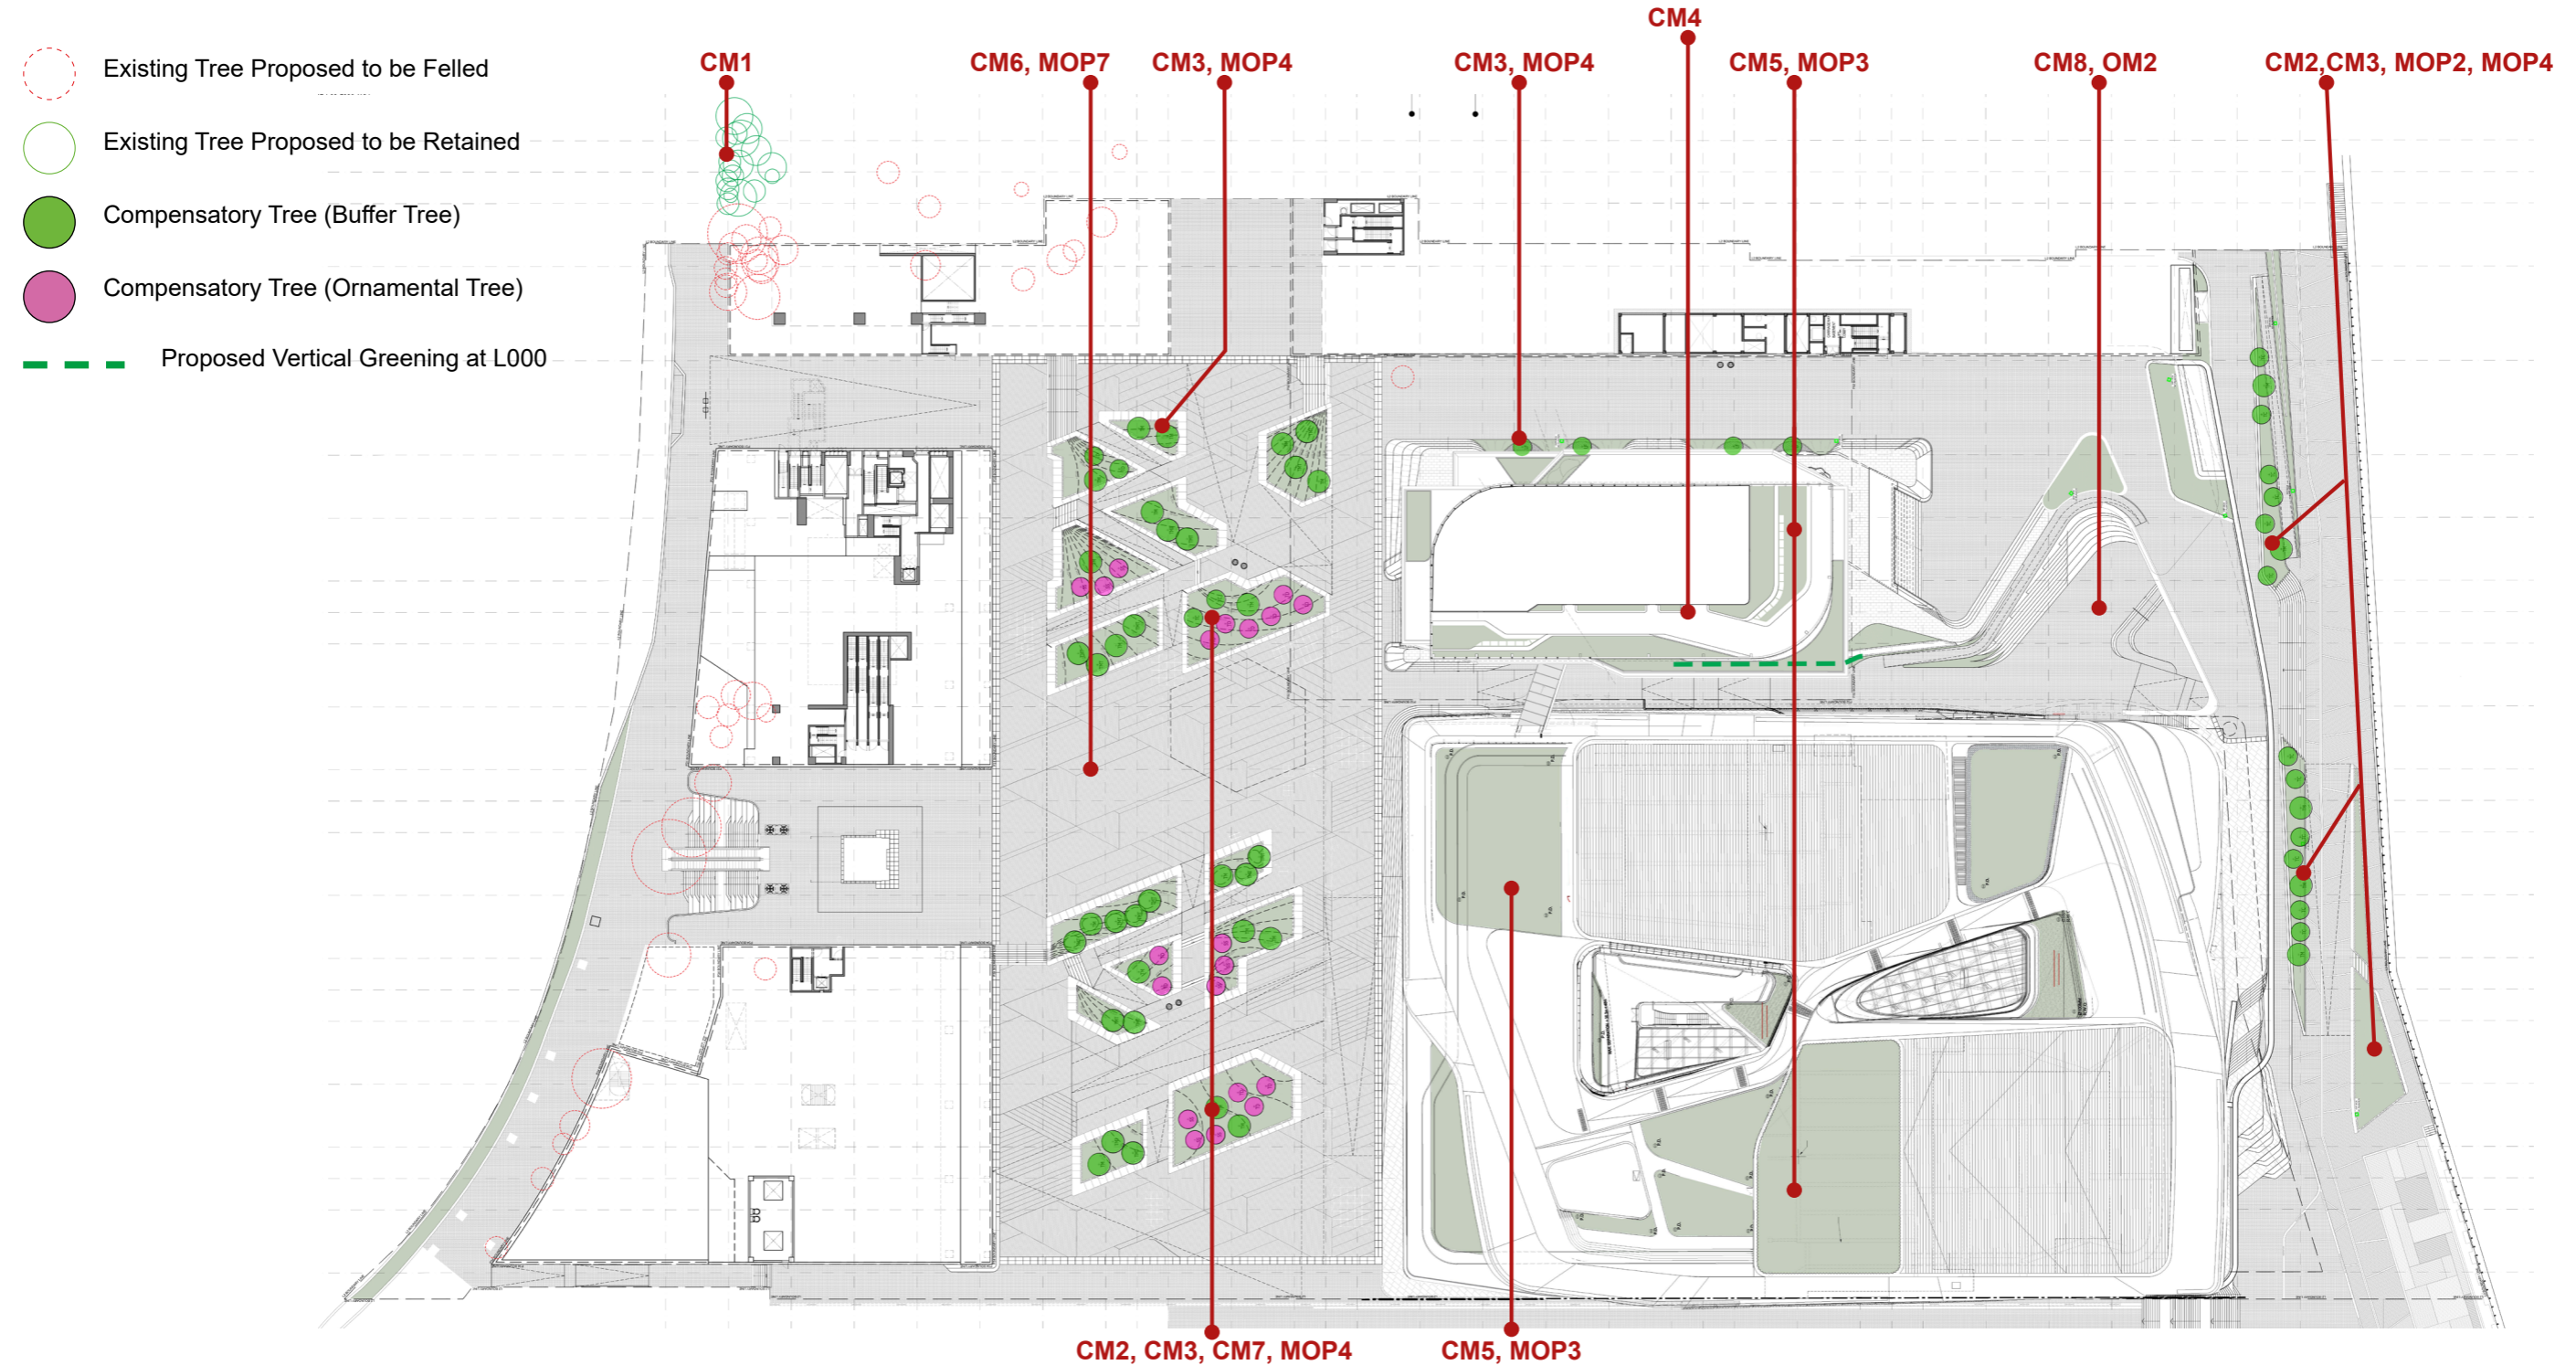 CM4
CM1
CM6, MOP7
CM3, MOP4
CM3, MOP4
CM5, MOP3
CM8, OM2
CM2,CM3, MOP2, MOP4
Existing Tree Proposed to be Felled
Existing Tree Proposed to be Retained
Compensatory Tree (Buffer Tree)
Compensatory Tree (Ornamental Tree)
Proposed Vertical Greening at L000
CM2, CM3, CM7, MOP4
CM5, MOP3